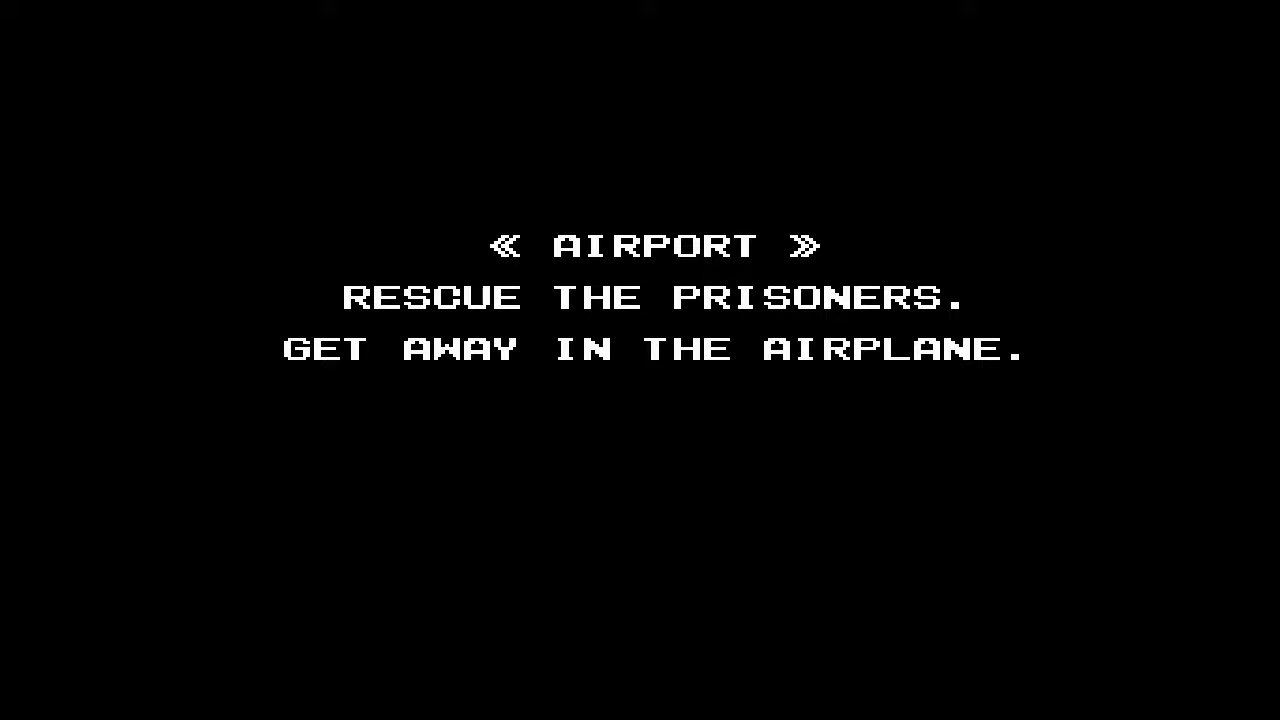 « AIRPORT »
RESCUE THE PRISONERS.
GET AWAY IN THE AIRPLANE.